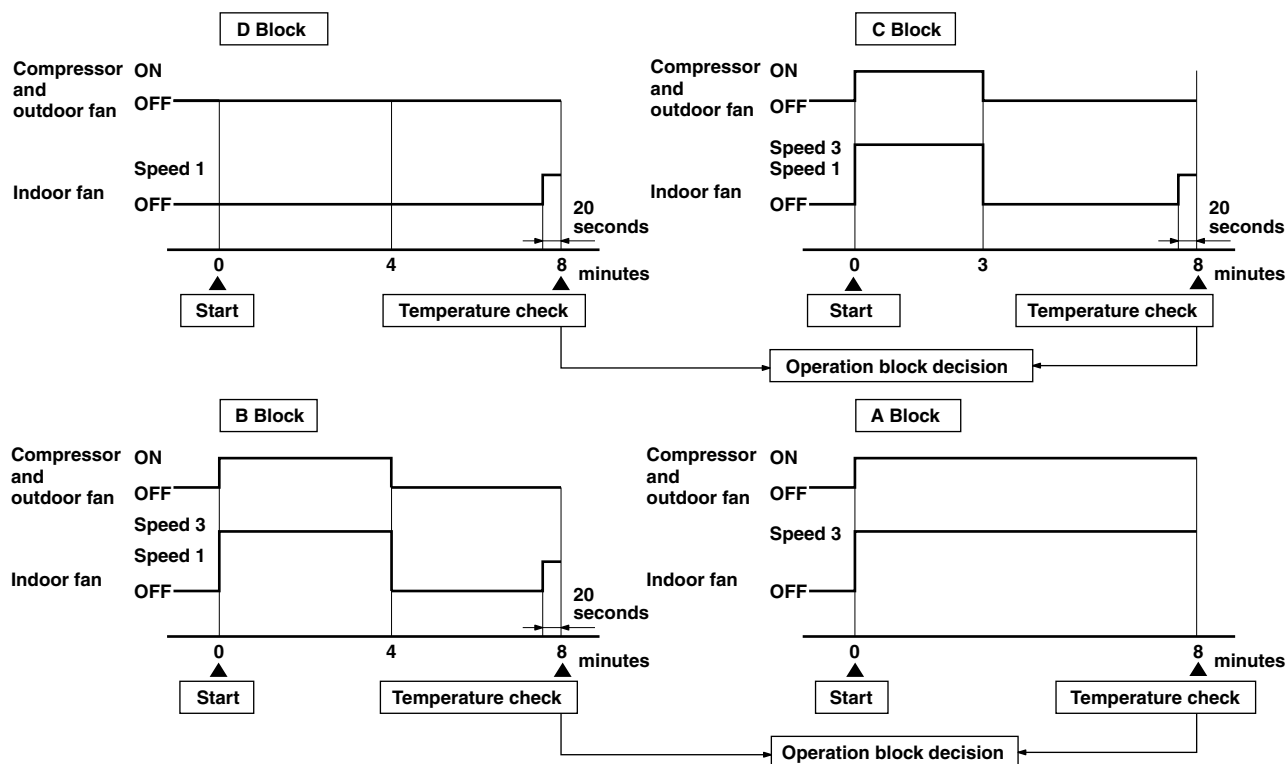 D Block
Compressor
and
outdoor fan
ON
OFF
Speed 1
Indoor fan
OFF
20
seconds
0
4
8
minutes
Start
Temperature check
C Block
Compressor
and
outdoor fan
ON
OFF
Speed 3
Speed 1
Indoor fan
OFF
20
seconds
0
3
8
minutes
Start
Temperature check
Operation block decision
B Block
Compressor
and
outdoor fan
ON
OFF
Speed 3
Speed 1
Indoor fan
OFF
20
seconds
0
4
8
minutes
Start
Temperature check
A Block
Compressor
and
outdoor fan
ON
OFF
Speed 3
Indoor fan
OFF
0
8
minutes
Start
Temperature check
Operation block decision